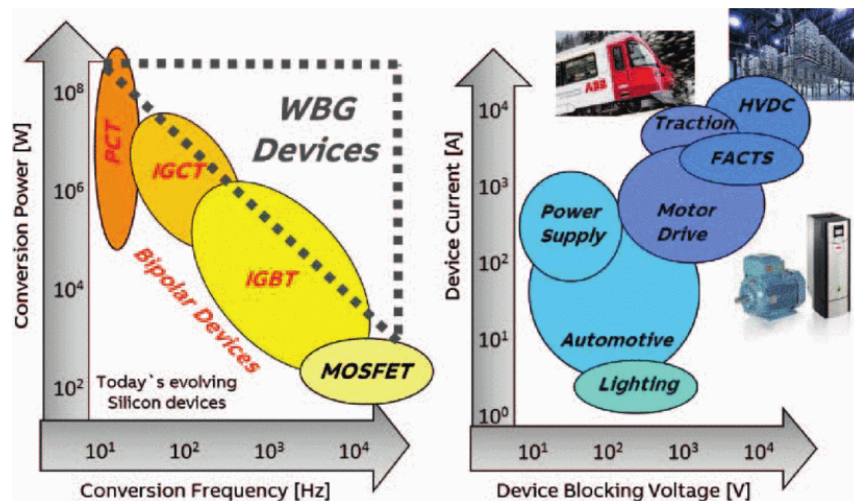 Conversion Power [W]
10⁸
10⁶
10⁴
10²
PCT
IGCT
IGBT
MOSFET
WBG
Devices
Bipolar Devices
Today`s evolving
Silicon devices
10¹
10²
10³
10⁴
Conversion Frequency [Hz]
ABB
Device Current [A]
10⁴
10³
10²
10¹
10⁰
HVDC
Traction
FACTS
Power
Supply
Motor
Drive
Automotive
Lighting
10¹
10²
10³
10⁴
Device Blocking Voltage [V]